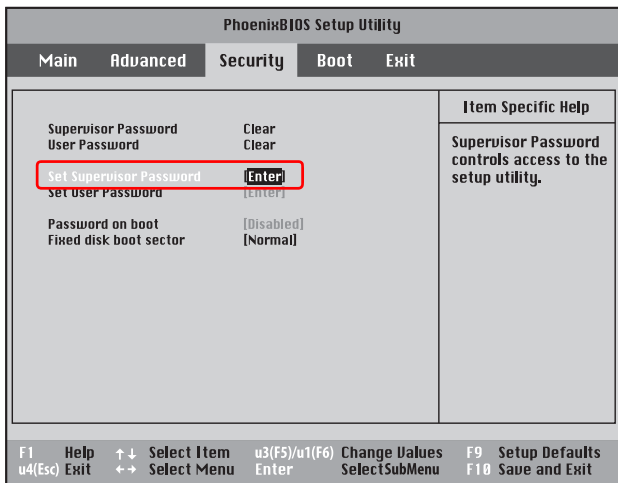 PhoenixBIOS Setup Utility
Main Advanced Security Boot Exit
Supervisor Password Clear
User Password Clear
Set Supervisor Password [Enter]
Set User Password [Enter]
Password on boot [Disabled]
Fixed disk boot sector [Normal]
Item Specific Help
Supervisor Password
controls access to the
setup utility.
F1 Help ↑↓ Select Item u3(F5)/u1(F6) Change Values F9 Setup Defaults
u4(Esc) Exit ←→ Select Menu Enter SelectSubMenu F10 Save and Exit